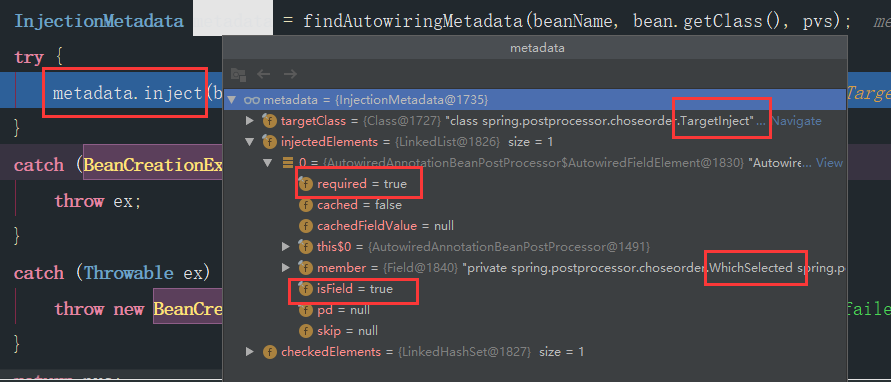 InjectionMetadata = findAutowiringMetadata(beanName, bean.getClass(), pvs); me
try {
metadata
metadata.inject(b
metadata = {InjectionMetadata@1735}
targetClass = {Class@1727} "class spring.postprocessor.choseorder.TargetInject"... Navigate
}
injectedElements = {LinkedList@1826} size = 1
catch (BeanCreationEx
0 = {AutowiredAnnotationBeanPostProcessor$AutowiredFieldElement@1830} "Autowire... View
required = true
throw ex;
cached = false
cachedFieldValue = null
}
this$0 = {AutowiredAnnotationBeanPostProcessor@1491}
catch (Throwable ex)
member = {Field@1840} "private spring.postprocessor.choseorder.WhichSelected spring.p
isField = true
throw new BeanCre
pd = null
faile
skip = null
}
checkedElements = {LinkedHashSet@1827} size = 1